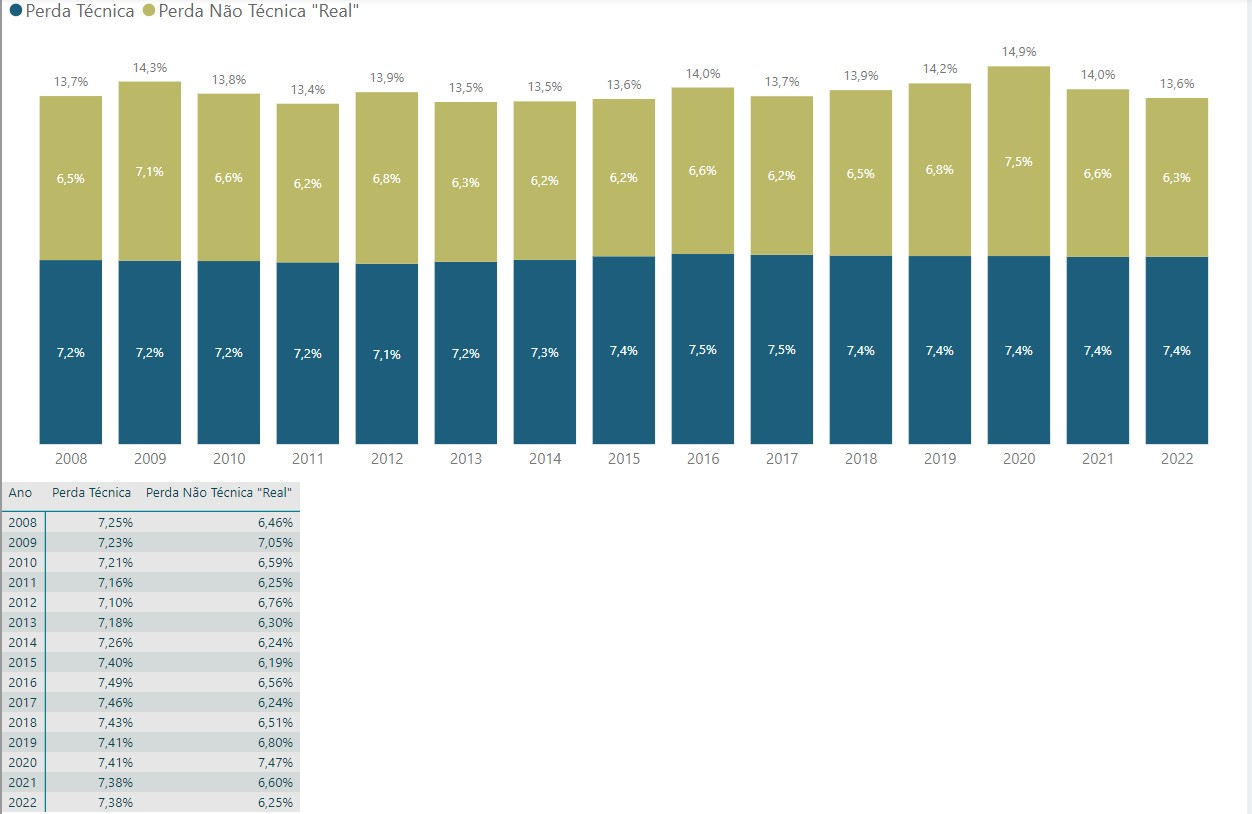 Perda Técnica Perda Não Técnica "Real"
14,9%
14,3% 14,2%
13,7% 13,8% 13,9% 14,0% 13,9% 14,0%
13,4% 13,5% 13,5% 13,6% 13,7% 13,6%
6,5% 7,1% 6,6% 6,2% 6,8% 6,3% 6,2% 6,2% 6,6% 6,2% 6,5% 6,8% 7,5% 6,6% 6,3%
7,2% 7,2% 7,2% 7,2% 7,1% 7,2% 7,3% 7,4% 7,5% 7,5% 7,4% 7,4% 7,4% 7,4% 7,4%
2008 2009 2010 2011 2012 2013 2014 2015 2016 2017 2018 2019 2020 2021 2022
Ano Perda Técnica Perda Não Técnica "Real"
2008 7,25% 6,46%
2009 7,23% 7,05%
2010 7,21% 6,59%
2011 7,16% 6,25%
2012 7,10% 6,76%
2013 7,18% 6,30%
2014 7,26% 6,24%
2015 7,40% 6,19%
2016 7,49% 6,56%
2017 7,46% 6,24%
2018 7,43% 6,51%
2019 7,41% 6,80%
2020 7,41% 7,47%
2021 7,38% 6,60%
2022 7,38% 6,25%